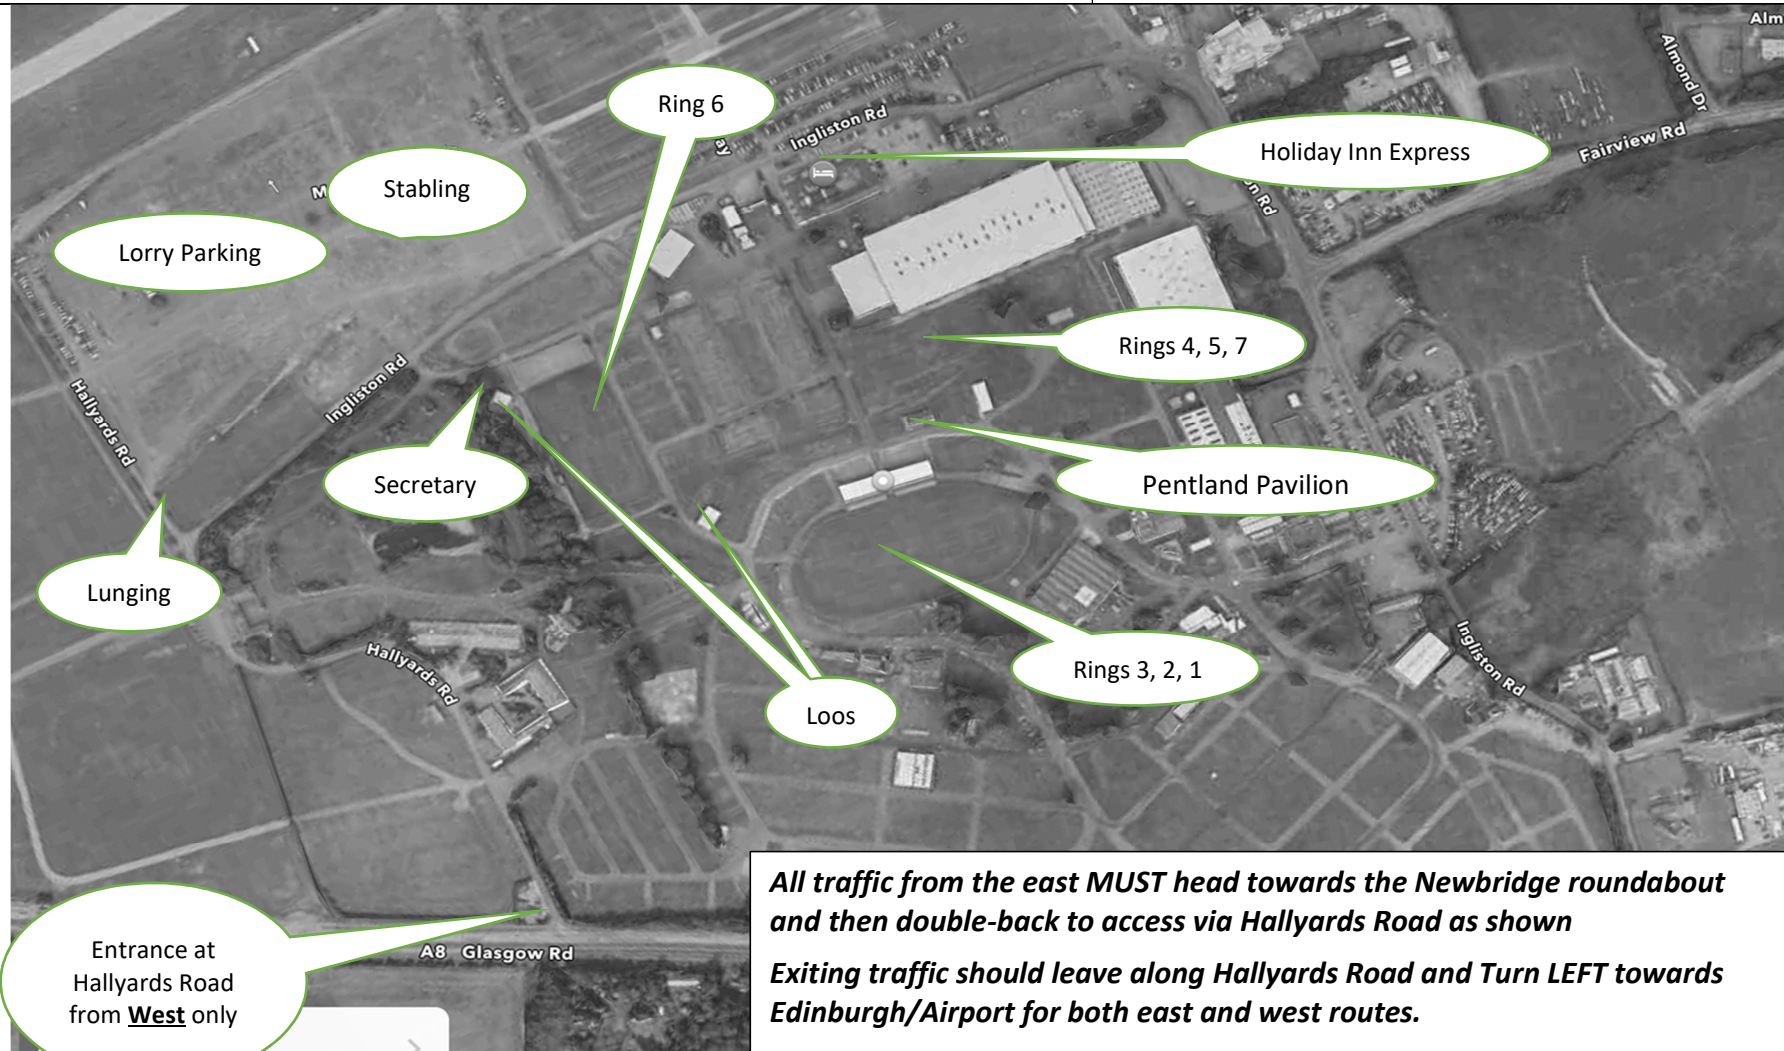 Alm
Almond Dr
Ring 6
ay
Ingliston Rd
Holiday Inn Express
Fairview Rd
M
Stabling
on Rd
Lorry Parking
Rings 4, 5, 7
Hallyards Rd
Ingliston Rd
Secretary
Pentland Pavilion
Lunging
Hallyards Rd
Rings 3, 2, 1
Ingliston Rd
Loos
All traffic from the east MUST head towards the Newbridge roundabout
and then double-back to access via Hallyards Road as shown
Exiting traffic should leave along Hallyards Road and Turn LEFT towards
Edinburgh/Airport for both east and west routes.
Entrance at
Hallyards Road
from West only
A8 Glasgow Rd